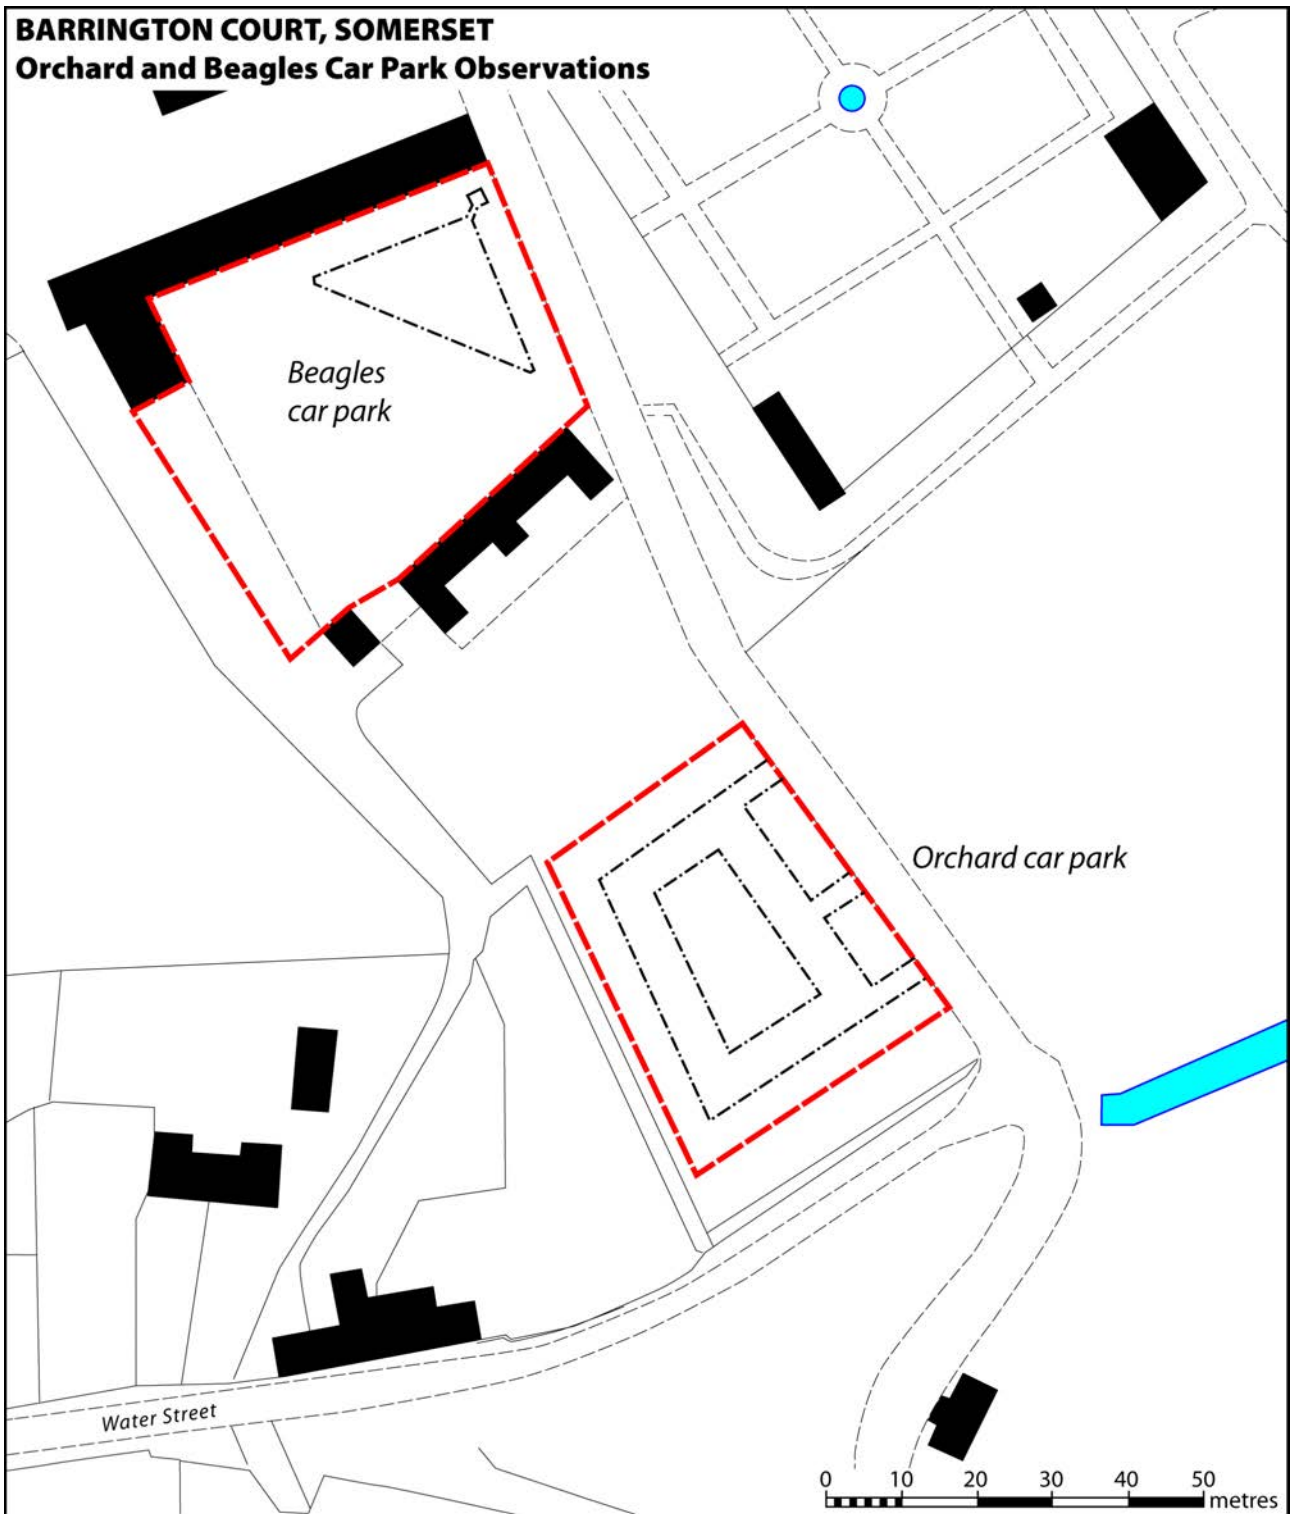 BARRINGTON COURT, SOMERSET
Orchard and Beagles Car Park Observations
Beagles
car park
Orchard car park
Water Street
0 10 20 30 40 50
metres